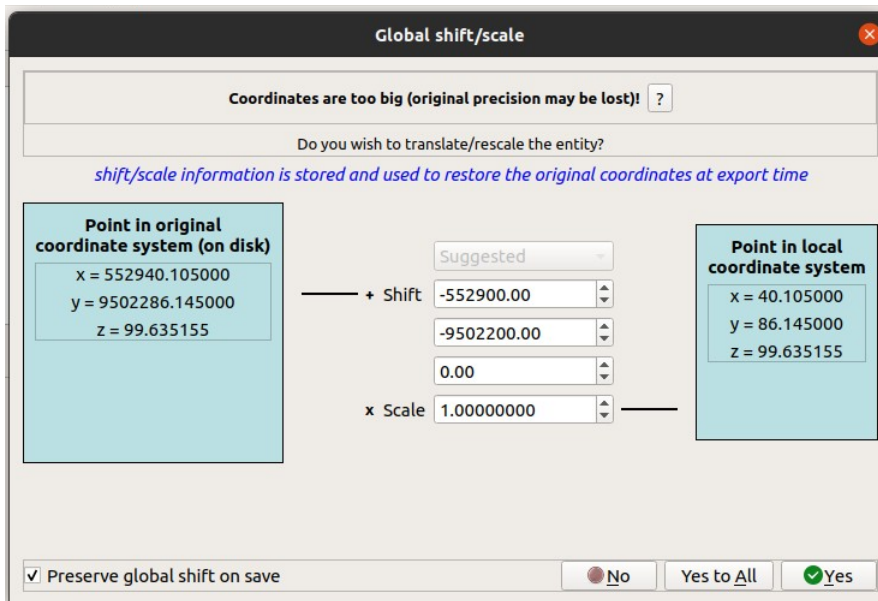 Global shift/scale
Coordinates are too big (original precision may be lost)! ?
Do you wish to translate/rescale the entity?
shift/scale information is stored and used to restore the original coordinates at export time
Point in original
coordinate system (on disk)
x = 552940.105000
y = 9502286.145000
z = 99.635155
Suggested
+ Shift -552900.00
-9502200.00
0.00
x Scale 1.00000000
Point in local
coordinate system
x = 40.105000
y = 86.145000
z = 99.635155
Preserve global shift on save
No
Yes to All
Yes